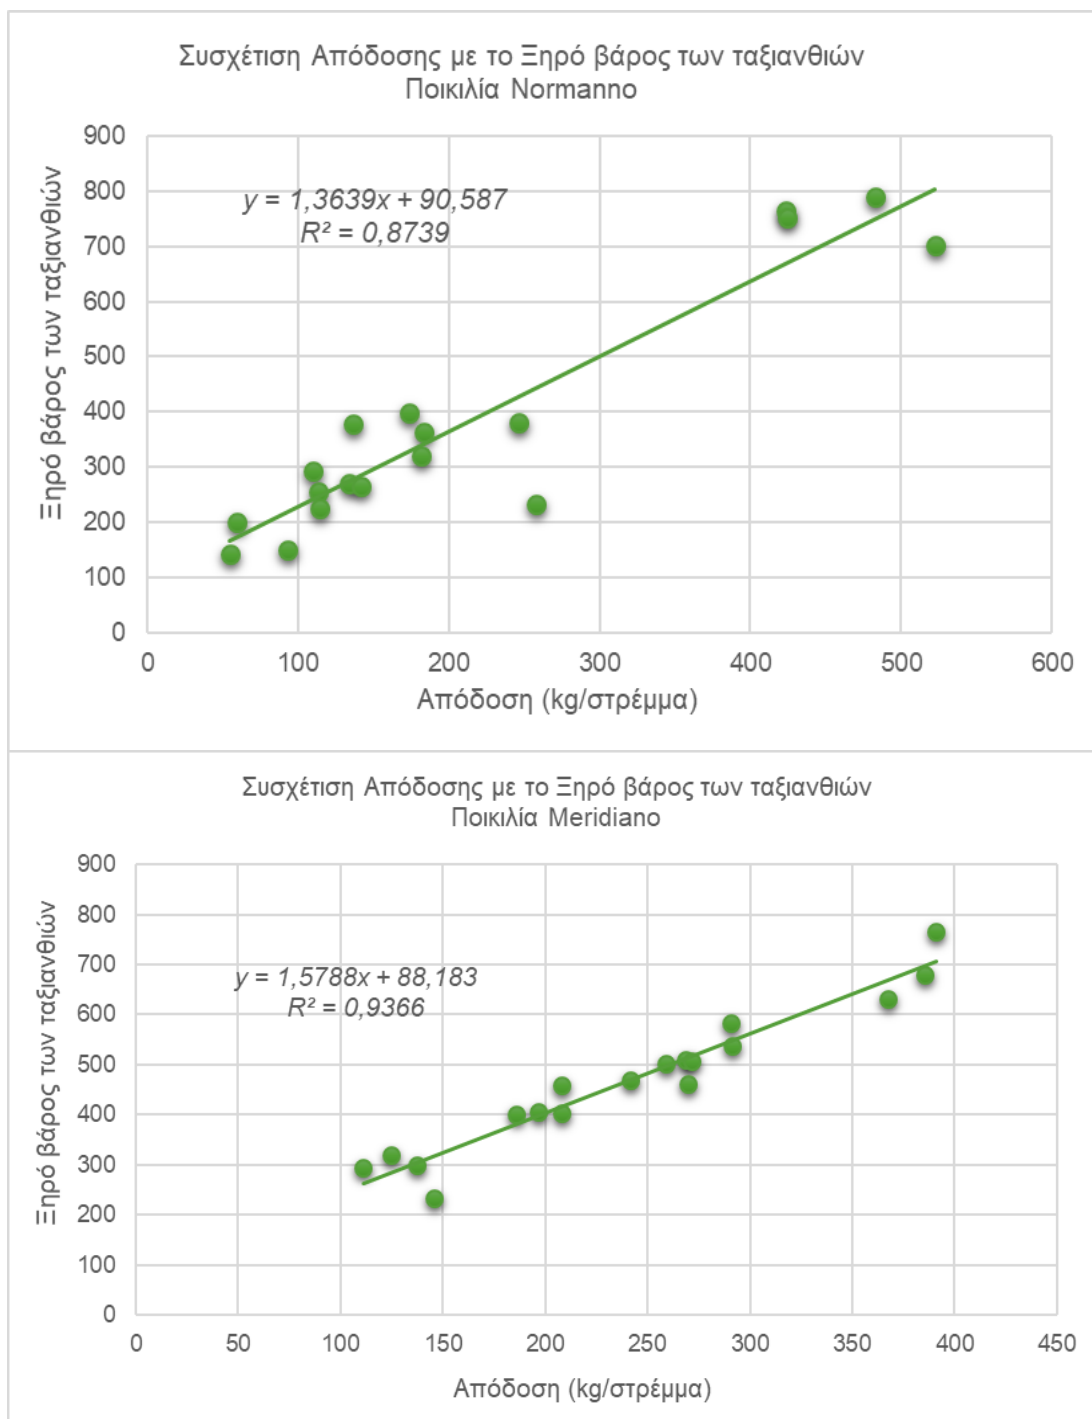 Συσχέτιση Απόδοσης με το Ξηρό βάρος των ταξιανθιών
Ποικιλία Normanno
900
800
700
600
500
400
300
200
100
0
Ξηρό βάρος των ταξιανθιών
y = 1,3639x + 90,587
R² = 0,8739
0 100 200 300 400 500 600
Απόδοση (kg/στρέμμα)
Συσχέτιση Απόδοσης με το Ξηρό βάρος των ταξιανθιών
Ποικιλία Meridiano
900
800
700
600
500
400
300
200
100
0
Ξηρό βάρος των ταξιανθιών
y = 1,5788x + 88,183
R² = 0,9366
0 50 100 150 200 250 300 350 400 450
Απόδοση (kg/στρέμμα)